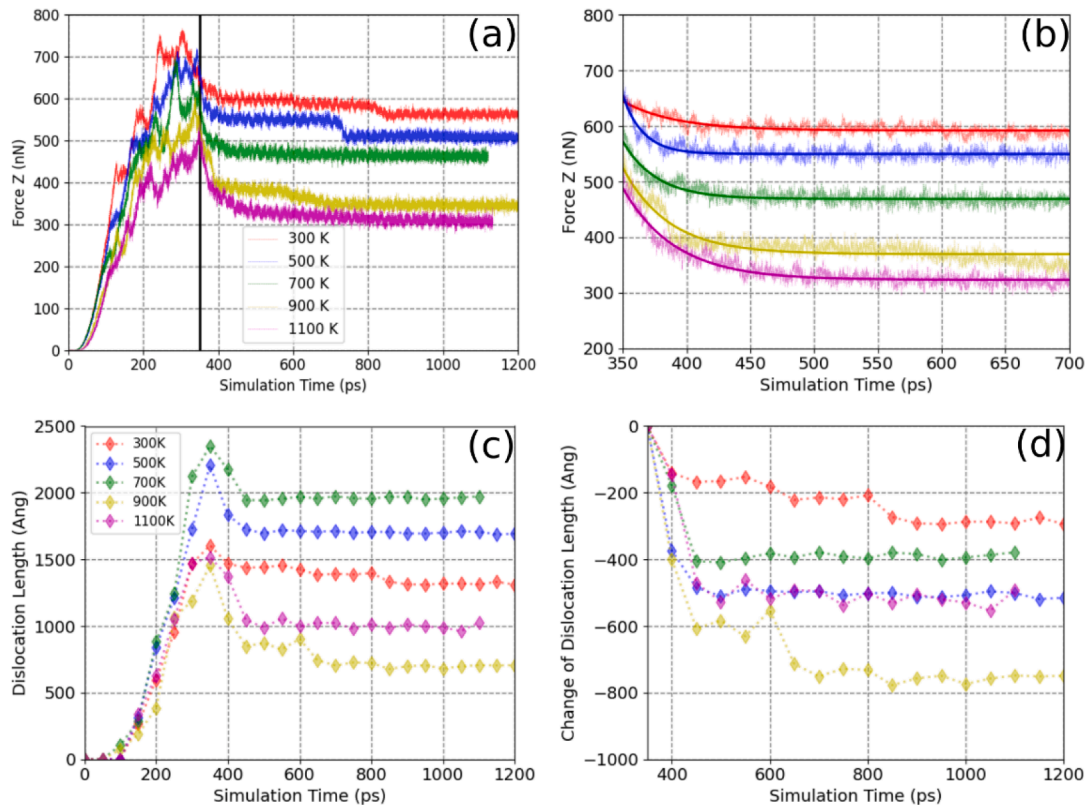 (a)
Force Z (nN)
800
700
600
500
400
300
200
100
0
300 K
500 K
700 K
900 K
1100 K
0 200 400 600 800 1000 1200
Simulation Time (ps)
(b)
Force Z (nN)
800
700
600
500
400
300
200
350 400 450 500 550 600 650 700
Simulation Time (ps)
(c)
Dislocation Length (Ang)
2500
2000
1500
1000
500
0
300K
500K
700K
900K
1100K
0 200 400 600 800 1000 1200
Simulation Time (ps)
(d)
Change of Dislocation Length (Ang)
0
−200
−400
−600
−800
−1000
400 600 800 1000 1200
Simulation Time (ps)